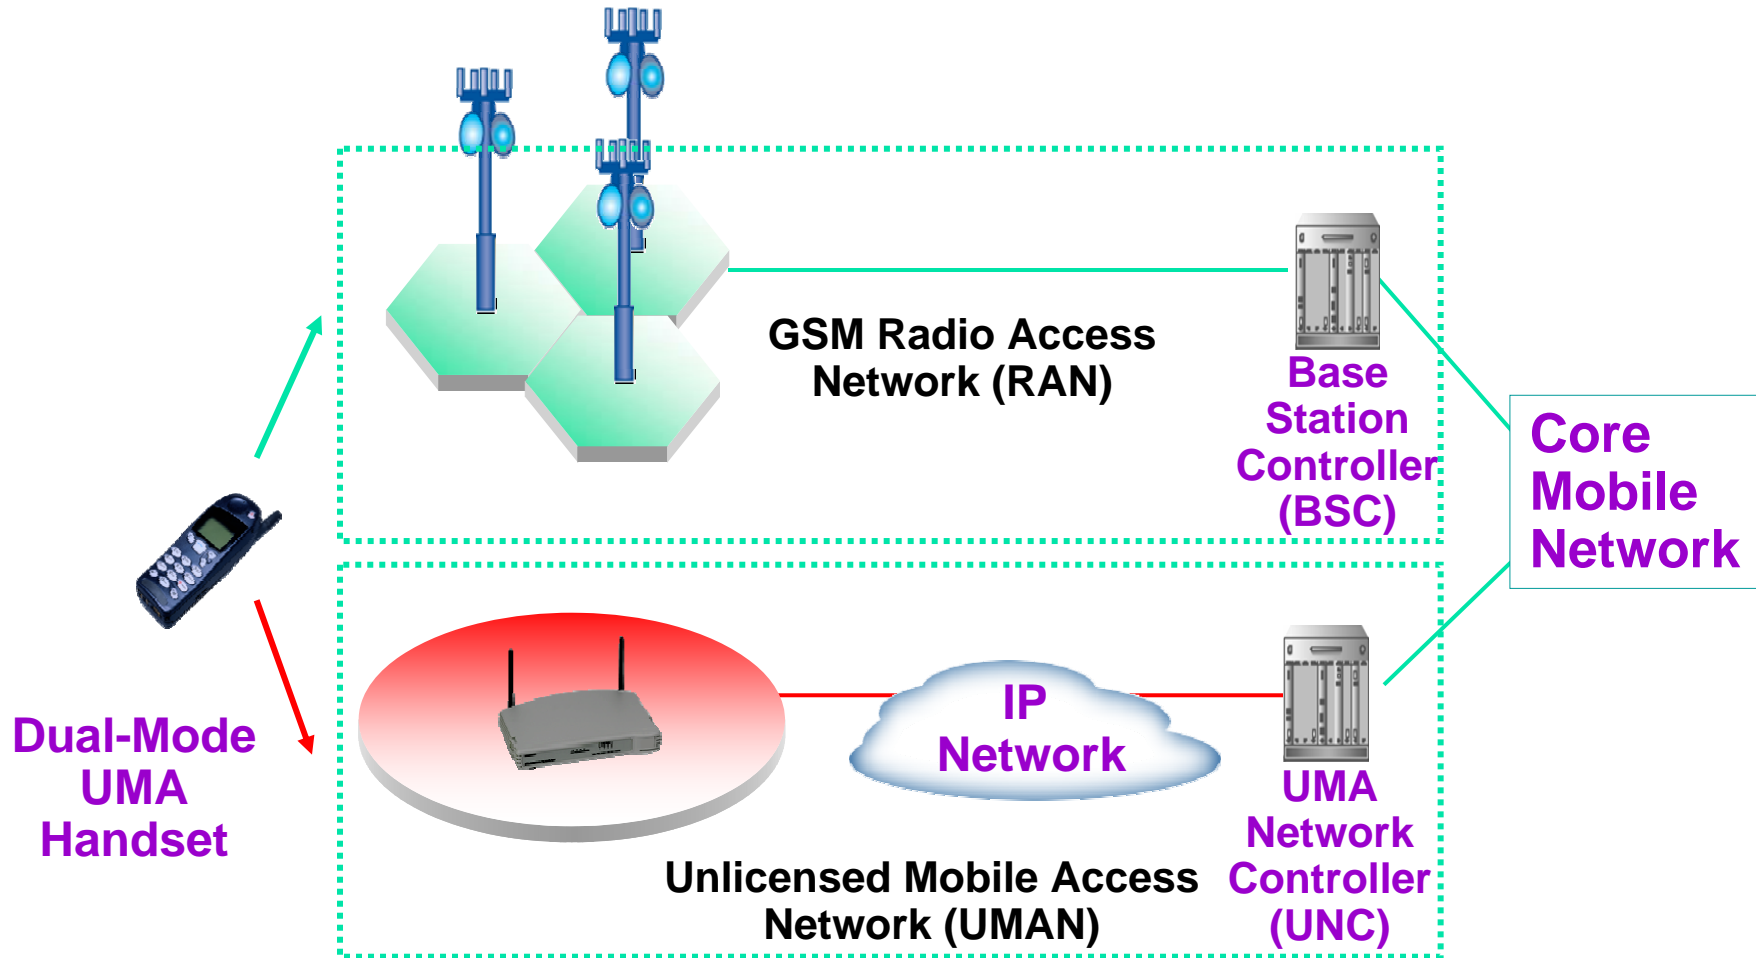 GSM Radio Access
Network (RAN)
Base
Station
Controller
(BSC)
Core
Mobile
Network
Dual-Mode
UMA
Handset
IP
Network
UMA
Network
Controller
(UNC)
Unlicensed Mobile Access
Network (UMAN)